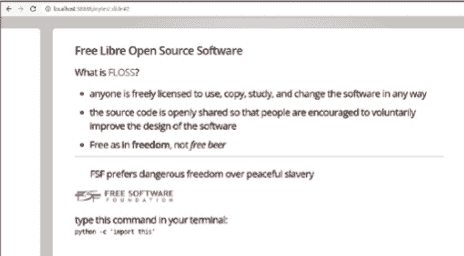 Free Libre Open Source Software
What is FLOSS?
anyone is freely licensed to use, copy, study, and change the software in any way
the source code is openly shared so that people are encouraged to voluntarily
improve the design of the software
Free as in freedom, not free beer
FSF prefers dangerous freedom over peaceful slavery
FREE SOFTWARE
FOUNDATION
type this command in your terminal:
python -c 'import this'